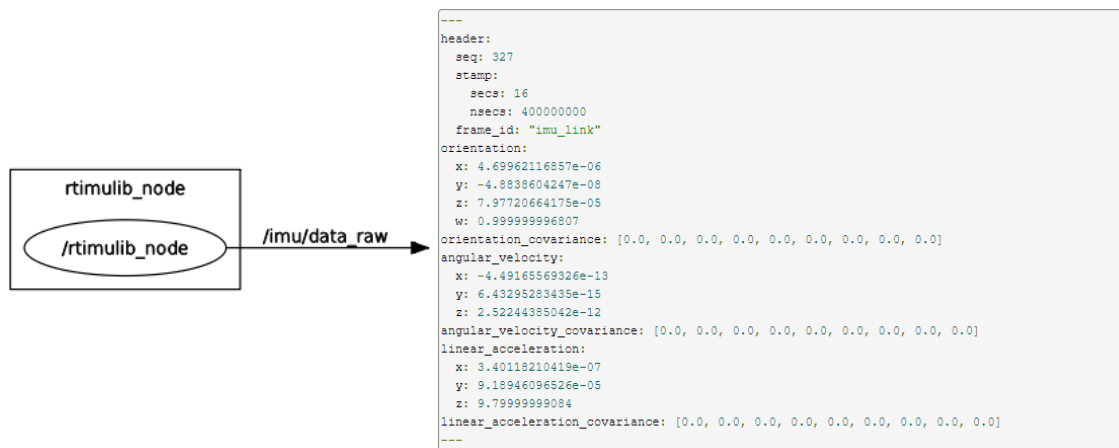 rtimulib_node
/rtimulib_node
/imu/data_raw
---
header:
  seq: 327
  stamp:
    secs: 16
    nsecs: 400000000
  frame_id: "imu_link"
orientation:
  x: 4.69962116857e-06
  y: -4.8838604247e-08
  z: 7.97720664175e-05
  w: 0.999999996807
orientation_covariance: [0.0, 0.0, 0.0, 0.0, 0.0, 0.0, 0.0, 0.0, 0.0]
angular_velocity:
  x: -4.49165569326e-13
  y: 6.43295283435e-15
  z: 2.52244385042e-12
angular_velocity_covariance: [0.0, 0.0, 0.0, 0.0, 0.0, 0.0, 0.0, 0.0, 0.0]
linear_acceleration:
  x: 3.40118210419e-07
  y: 9.18946096526e-05
  z: 9.79999999084
linear_acceleration_covariance: [0.0, 0.0, 0.0, 0.0, 0.0, 0.0, 0.0, 0.0, 0.0]
---